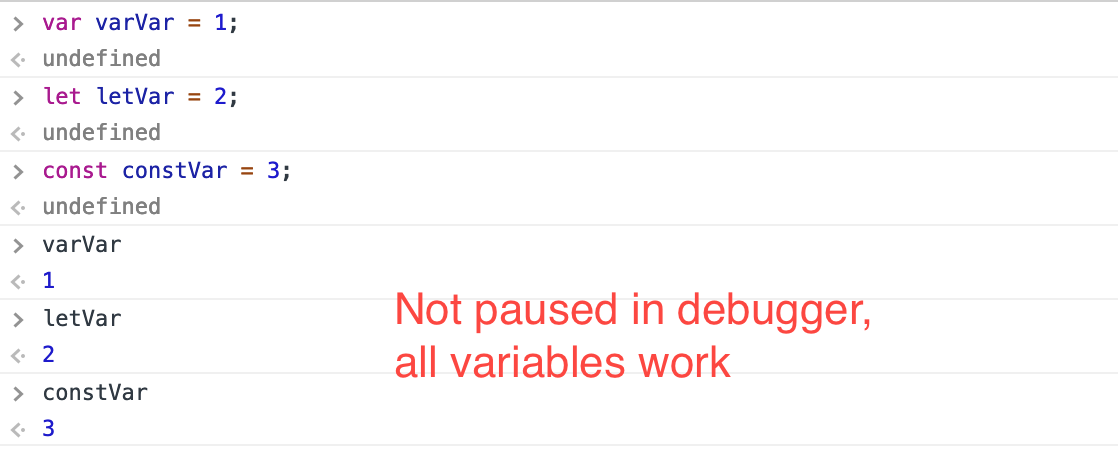 > var varVar = 1;
<· undefined
> let letVar = 2;
<· undefined
> const constVar = 3;
<· undefined
> varVar
<· 1
> letVar
<· 2
> constVar
<· 3
Not paused in debugger,
all variables work